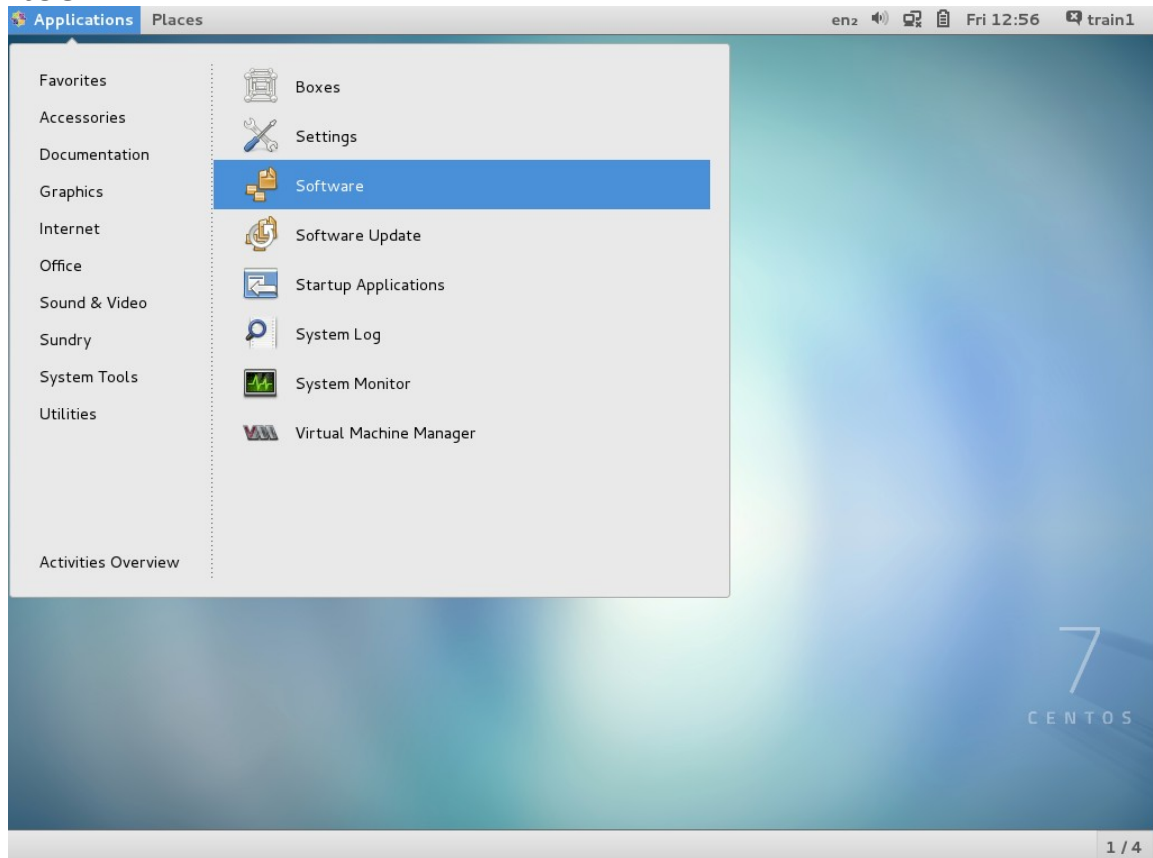 Applications Places en₂ Fri 12:56 train1
Favorites
Accessories
Documentation
Graphics
Internet
Office
Sound & Video
Sundry
System Tools
Utilities
Activities Overview
Boxes
Settings
Software
Software Update
Startup Applications
System Log
System Monitor
Virtual Machine Manager
7
CENTOS
1 / 4